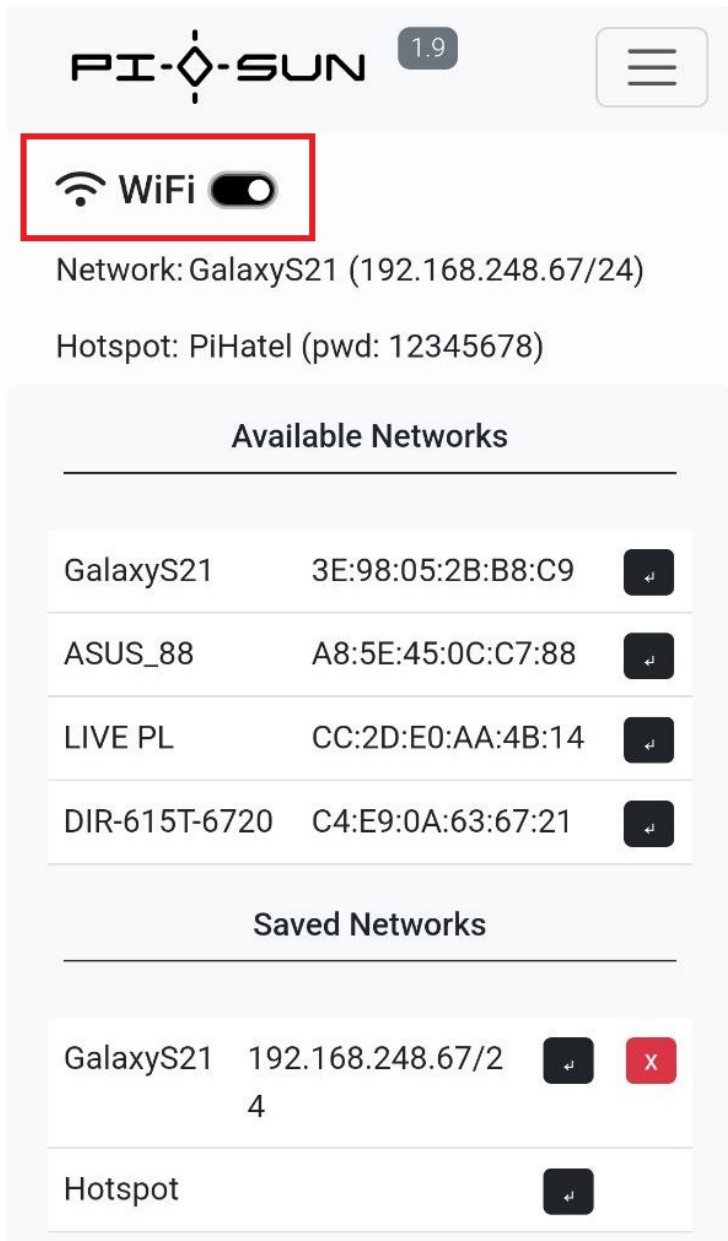 PI-◇-SUN 1.9
WiFi
Network: GalaxyS21 (192.168.248.67/24)
Hotspot: PiHatel (pwd: 12345678)
Available Networks
GalaxyS21 3E:98:05:2B:B8:C9 ↲
ASUS_88 A8:5E:45:0C:C7:88 ↲
LIVE PL CC:2D:E0:AA:4B:14 ↲
DIR-615T-6720 C4:E9:0A:63:67:21 ↲
Saved Networks
GalaxyS21 192.168.248.67/2 ↲ X
4
Hotspot ↲